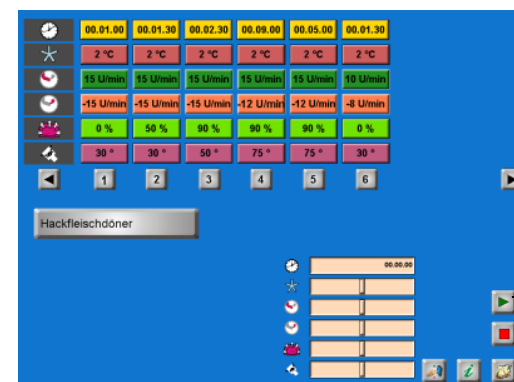 00.01.00 00.01.30 00.02.30 00.09.00 00.05.00 00.01.30
2 °C 2 °C 2 °C 2 °C 2 °C 2 °C
15 U/min 15 U/min 15 U/min 15 U/min 15 U/min 10 U/min
-15 U/min -15 U/min -15 U/min -12 U/min -12 U/min -8 U/min
0 % 50 % 90 % 90 % 90 % 0 %
30 ° 30 ° 50 ° 75 ° 75 ° 30 °
1 2 3 4 5 6
Hackfleischdöner
00.00.00
i